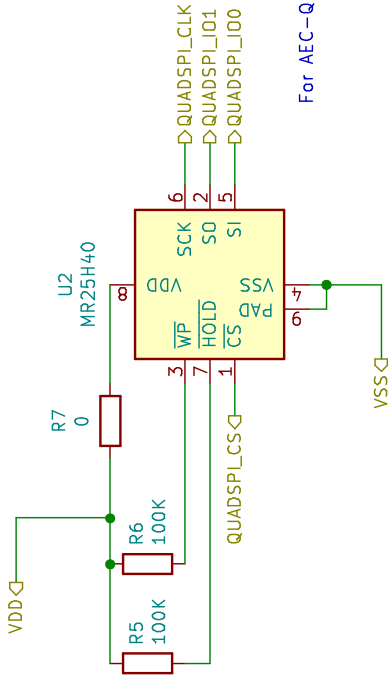 QUADSPI_CLK
QUADSPI_IO1
QUADSPI_IO0
For AEC-Q
6
2
5
SCK
SO
SI
U2
MR25H40
8
VDD
VSS
4
PAD
9
WP
HOLD
CS
3
7
1
R7
0
QUADSPI_CS
VSS
R6
100K
R5
100K
VDD